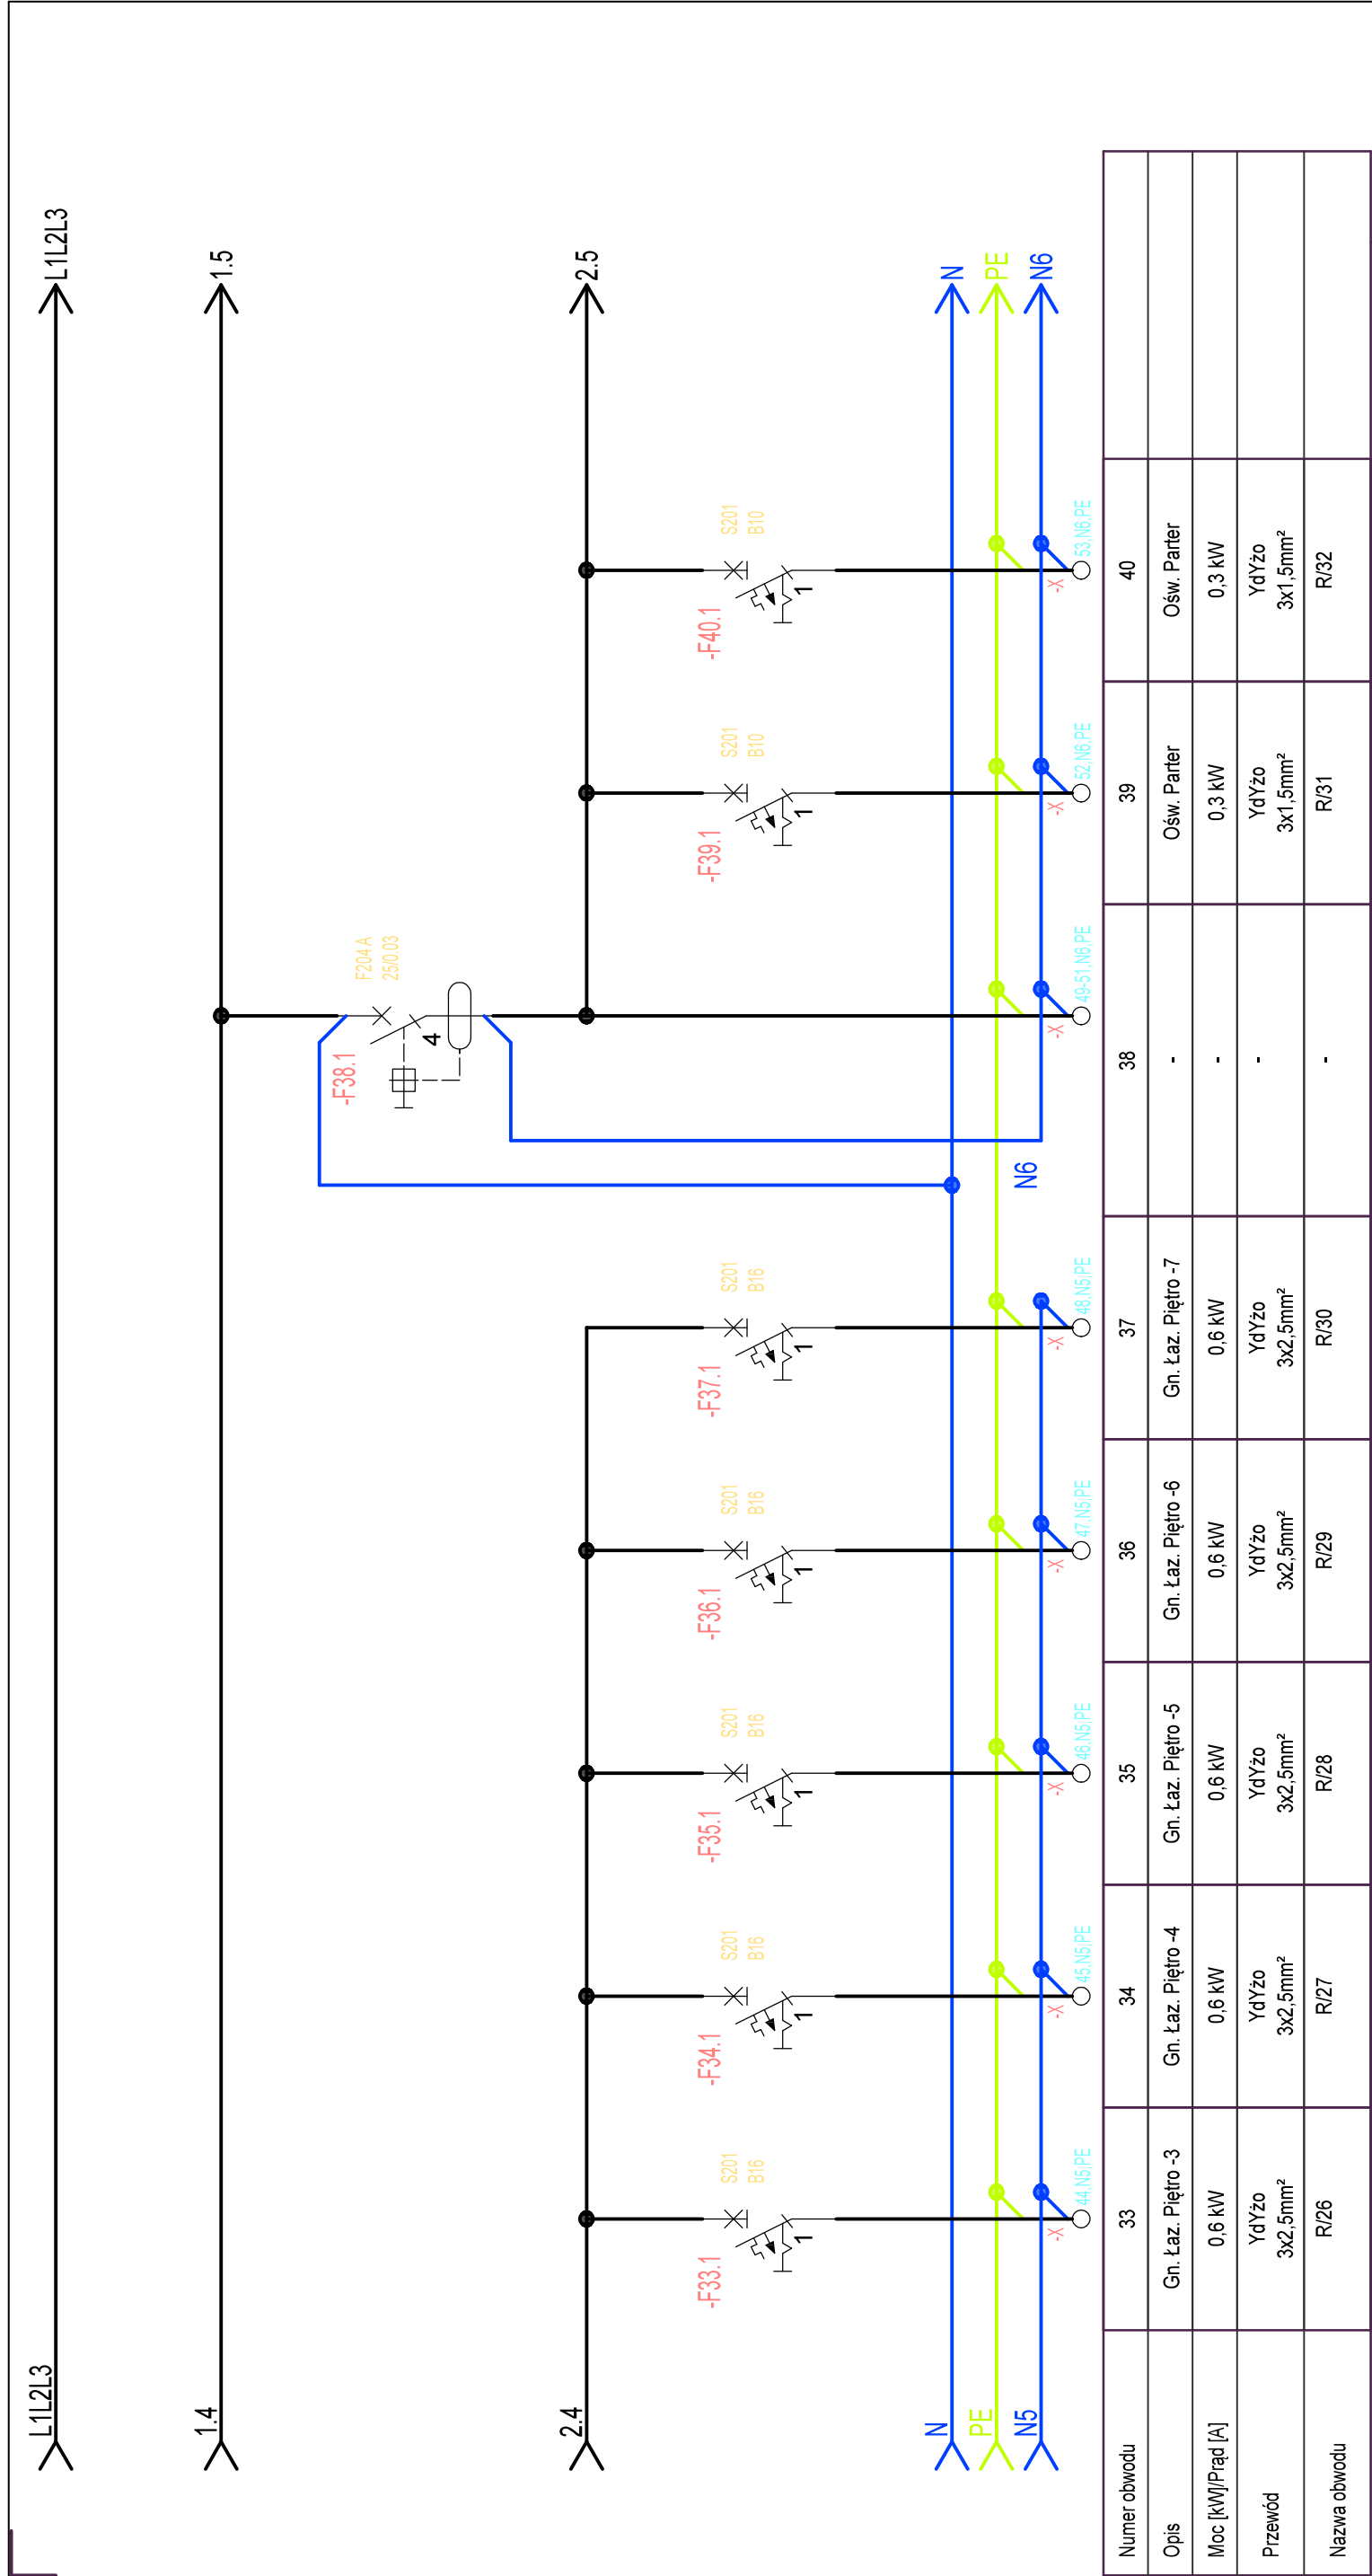 L1L2L3
L1L2L3
1.4
1.5
-F38.1
F204 A
25/0.03
4
2.4
2.5
-F33.1
S201
B16
1
-F34.1
S201
B16
1
-F35.1
S201
B16
1
-F36.1
S201
B16
1
-F37.1
S201
B16
1
-F39.1
S201
B10
1
-F40.1
S201
B10
1
N
N
PE
PE
N5
N6
N6
-X
44,N5,PE
-X
45,N5,PE
-X
46,N5,PE
-X
47,N5,PE
-X
48,N5,PE
-X
49-51,N6,PE
-X
52,N6,PE
-X
53,N6,PE
Numer obwodu 33 34 35 36 37 38 39 40
Opis Gn. Łaz. Piętro -3 Gn. Łaz. Piętro -4 Gn. Łaz. Piętro -5 Gn. Łaz. Piętro -6 Gn. Łaz. Piętro -7 - Ośw. Parter Ośw. Parter
Moc [kW]/Prąd [A] 0,6 kW 0,6 kW 0,6 kW 0,6 kW 0,6 kW - 0,3 kW 0,3 kW
Przewód YdYżo YdYżo YdYżo YdYżo YdYżo - YdYżo YdYżo
3x2,5mm² 3x2,5mm² 3x2,5mm² 3x2,5mm² 3x2,5mm² 3x1,5mm² 3x1,5mm²
Nazwa obwodu R/26 R/27 R/28 R/29 R/30 - R/31 R/32